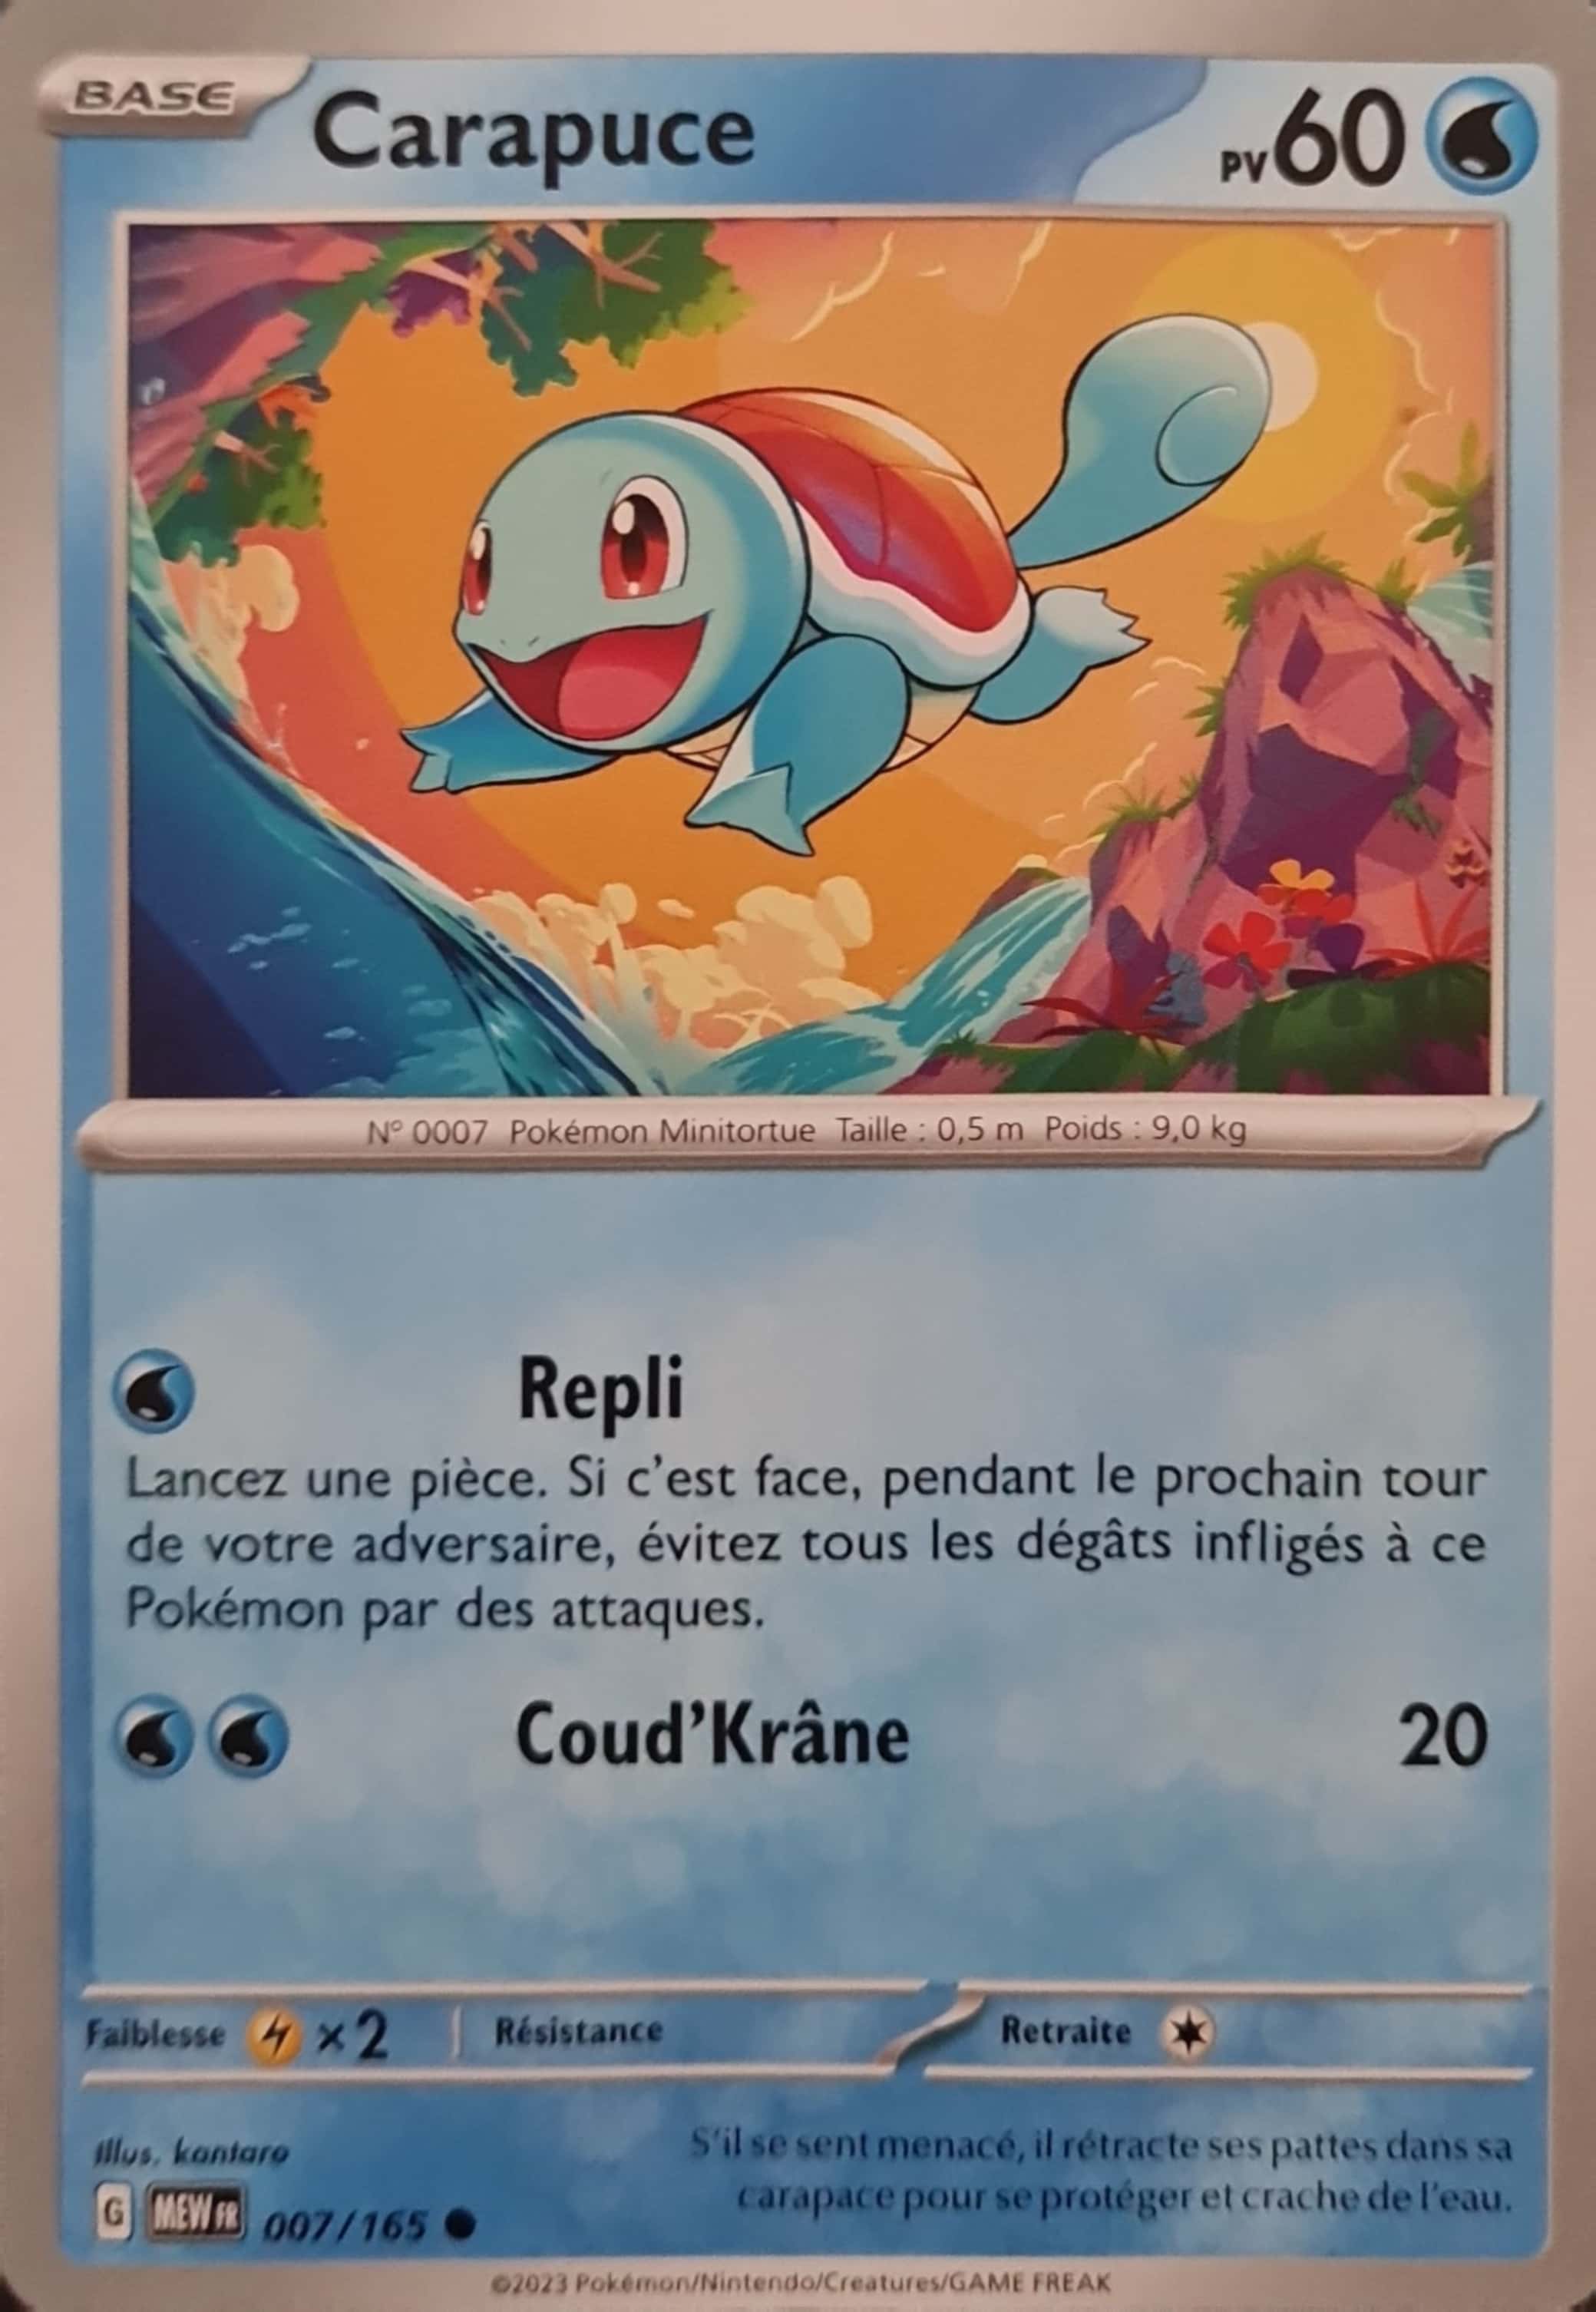 BASE
Carapuce
PV 60
N° 0007 Pokémon Minitortue Taille : 0,5 m Poids : 9,0 kg
Repli
Lancez une pièce. Si c'est face, pendant le prochain tour
de votre adversaire, évitez tous les dégâts infligés à ce
Pokémon par des attaques.
Coud'Krâne 20
Faiblesse ×2 Résistance Retraite
Illus. kantaro
S'il se sent menacé, il rétracte ses pattes dans sa
carapace pour se protéger et crache de l'eau.
G MEW FR 007/165
©2023 Pokémon/Nintendo/Creatures/GAME FREAK